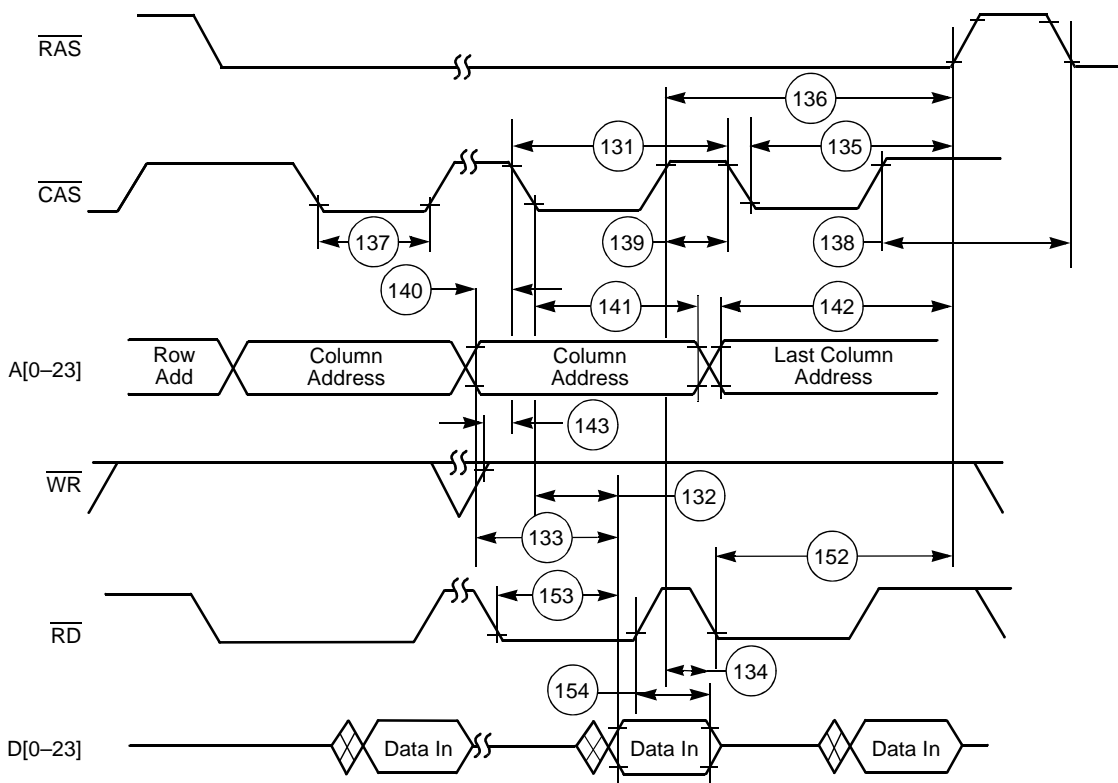 RAS
136
131
135
CAS
137
139
138
140
141
142
A[0–23]
Row
Add
Column
Address
Column
Address
Last Column
Address
143
WR
132
133
152
153
RD
134
154
D[0–23]
Data In
Data In
Data In